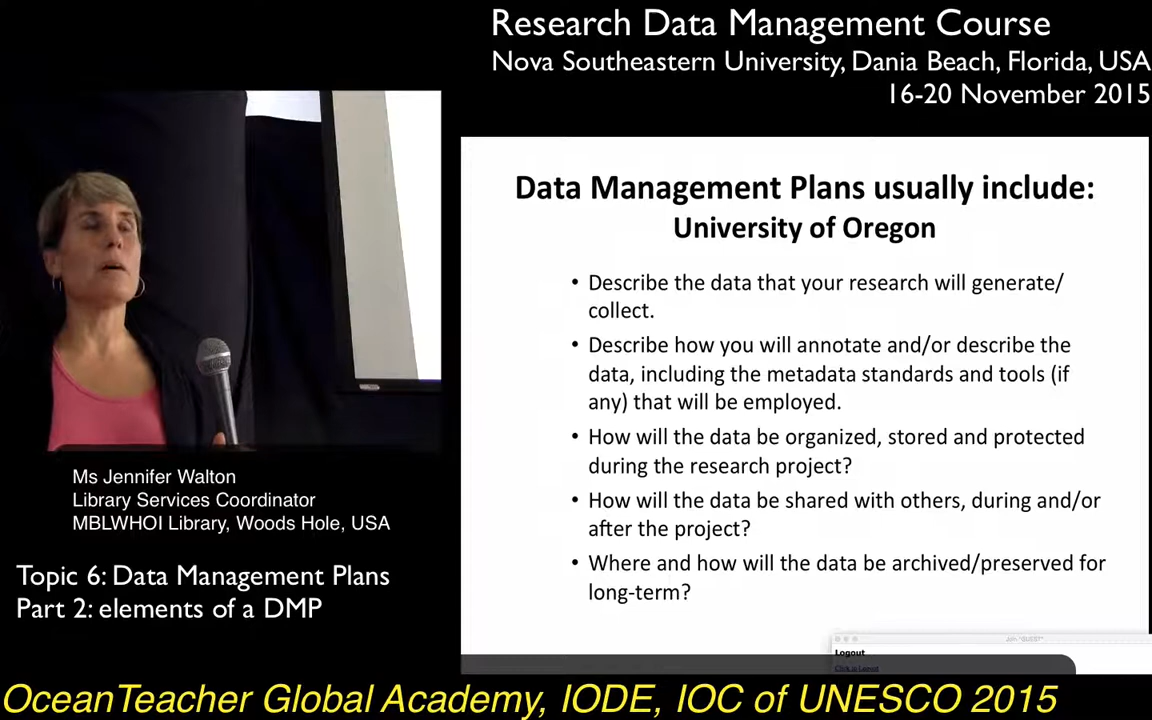 Research Data Management Course
Nova Southeastern University, Dania Beach, Florida, USA
16-20 November 2015
Data Management Plans usually include:
University of Oregon
• Describe the data that your research will generate/
collect.
• Describe how you will annotate and/or describe the
data, including the metadata standards and tools (if
any) that will be employed.
• How will the data be organized, stored and protected
during the research project?
• How will the data be shared with others, during and/or
after the project?
• Where and how will the data be archived/preserved for
long-term?
Logout
Ms Jennifer Walton
Library Services Coordinator
MBLWHOI Library, Woods Hole, USA
Topic 6: Data Management Plans
Part 2: elements of a DMP
OceanTeacher Global Academy, IODE, IOC of UNESCO 2015